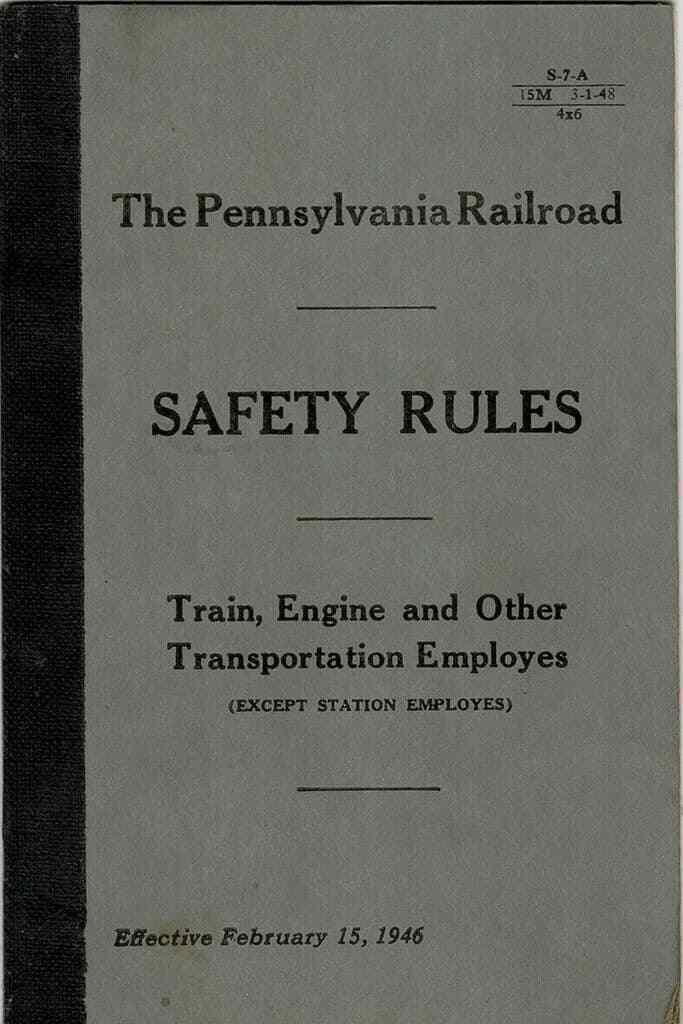 S-7-A
15M 3-1-48
4x6
The Pennsylvania Railroad
SAFETY RULES
Train, Engine and Other
Transportation Employes
(EXCEPT STATION EMPLOYES)
Effective February 15, 1946